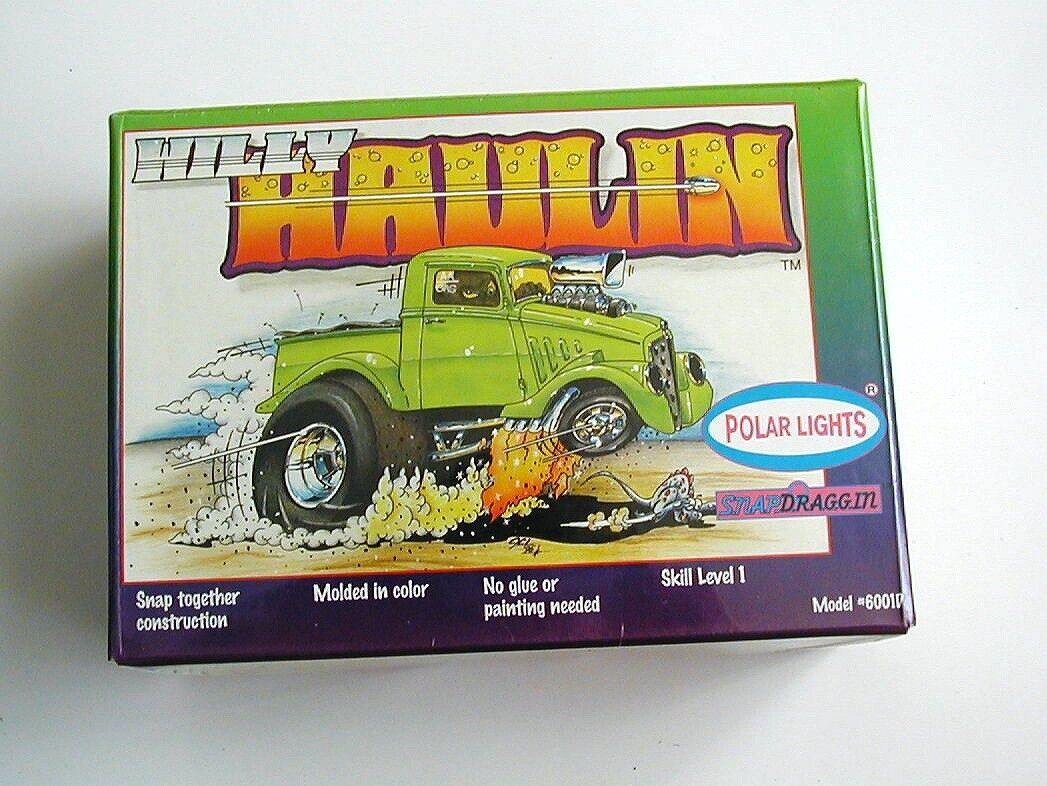 HILLY
HAULIN
TM
POLAR LIGHTS
®
SNAPDRAGGIN
Snap together
construction
Molded in color
No glue or
painting needed
Skill Level 1